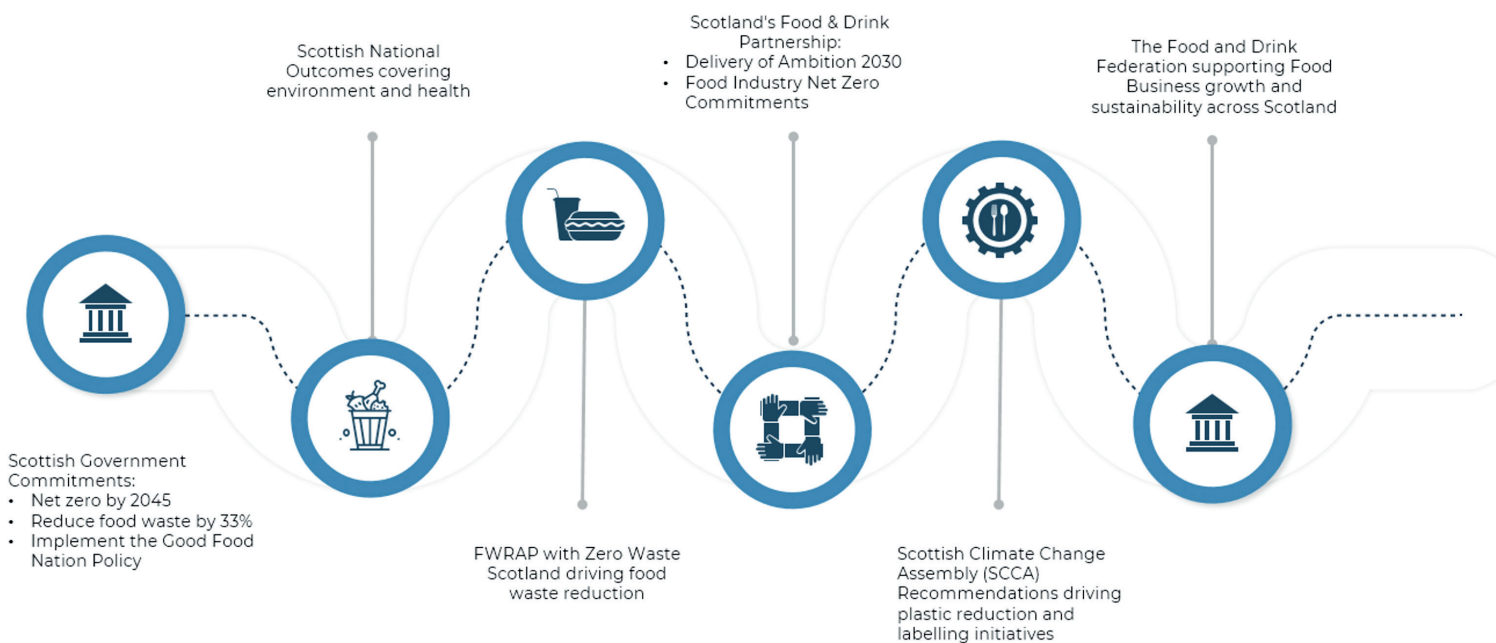 Scottish Government
Commitments:
• Net zero by 2045
• Reduce food waste by 33%
• Implement the Good Food
Nation Policy
Scottish National
Outcomes covering
environment and health
FWRAP with Zero Waste
Scotland driving food
waste reduction
Scotland's Food & Drink
Partnership:
• Delivery of Ambition 2030
• Food Industry Net Zero
Commitments
Scottish Climate Change
Assembly (SCCA)
Recommendations driving
plastic reduction and
labelling initiatives
The Food and Drink
Federation supporting Food
Business growth and
sustainability across Scotland